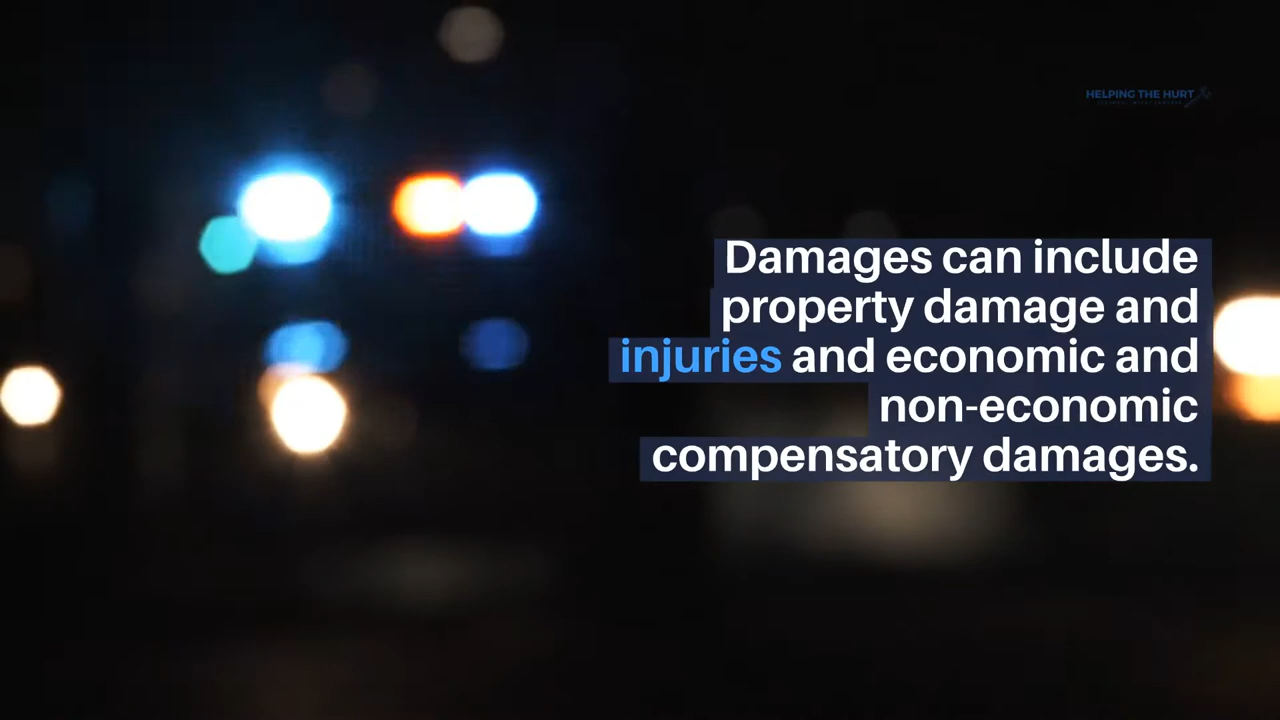 HELPING THE HURT
Damages can include
property damage and
injuries and economic and
non-economic
compensatory damages.